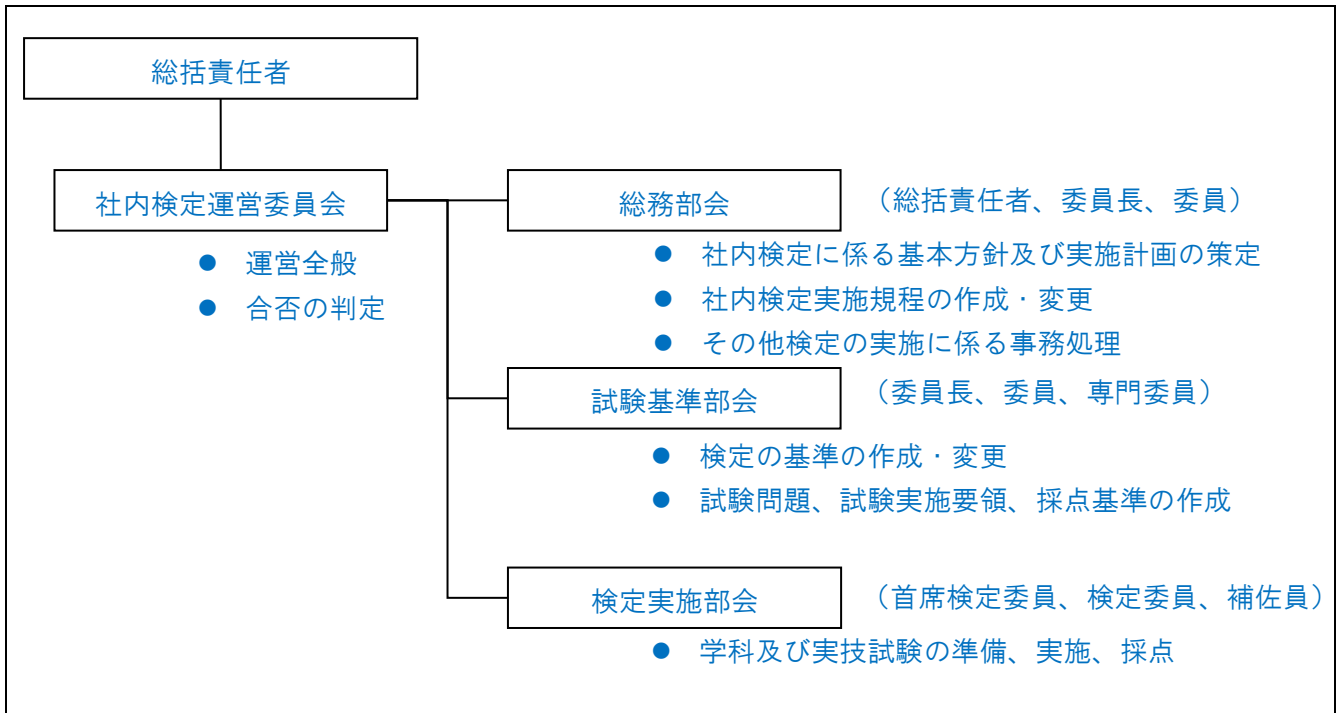 総括責任者
社内検定運営委員会
● 運営全般
● 合否の判定
総務部会
（総括責任者、委員長、委員）
● 社内検定に係る基本方針及び実施計画の策定
● 社内検定実施規程の作成・変更
● その他検定の実施に係る事務処理
試験基準部会
（委員長、委員、専門委員）
● 検定の基準の作成・変更
● 試験問題、試験実施要領、採点基準の作成
検定実施部会
（首席検定委員、検定委員、補佐員）
● 学科及び実技試験の準備、実施、採点